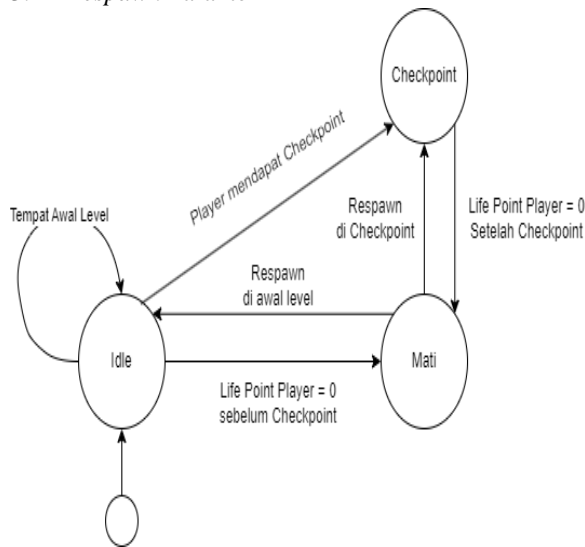 Checkpoint
Player mendapat Checkpoint
Tempat Awal Level
Respawn
di Checkpoint
Life Point Player = 0
Setelah Checkpoint
Respawn
di awal level
Idle
Mati
Life Point Player = 0
sebelum Checkpoint